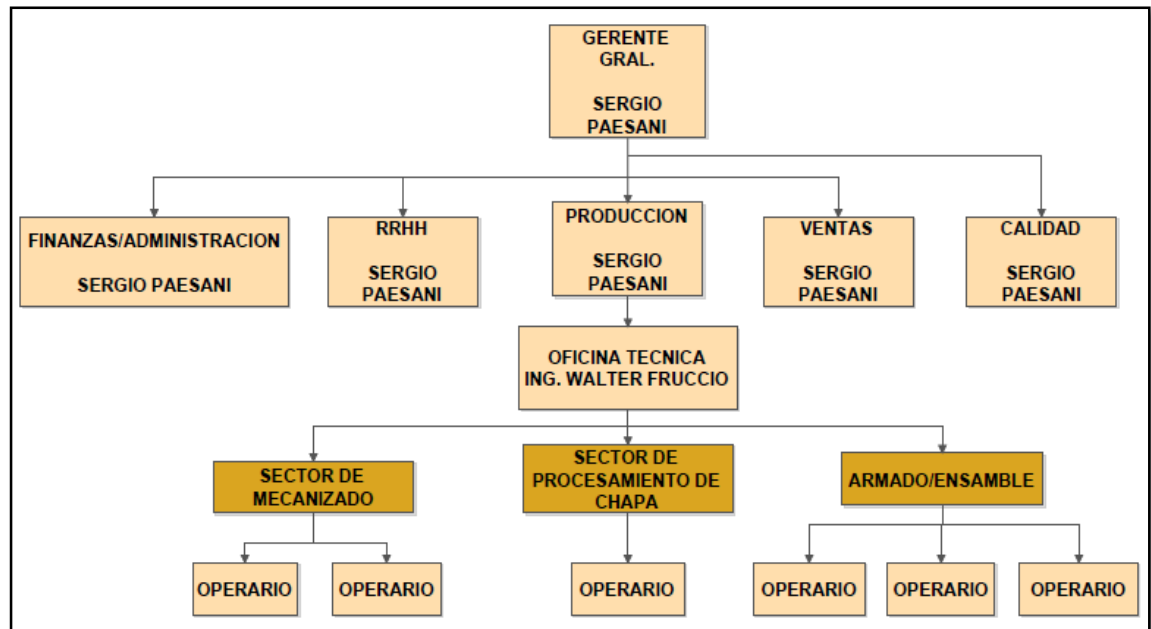 GERENTE
GRAL.
SERGIO
PAESANI
FINANZAS/ADMINISTRACION
SERGIO PAESANI
RRHH
SERGIO
PAESANI
PRODUCCION
SERGIO
PAESANI
VENTAS
SERGIO
PAESANI
CALIDAD
SERGIO
PAESANI
OFICINA TECNICA
ING. WALTER FRUCCIO
SECTOR DE
MECANIZADO
SECTOR DE
PROCESAMIENTO DE
CHAPA
ARMADO/ENSAMBLE
OPERARIO
OPERARIO
OPERARIO
OPERARIO
OPERARIO
OPERARIO